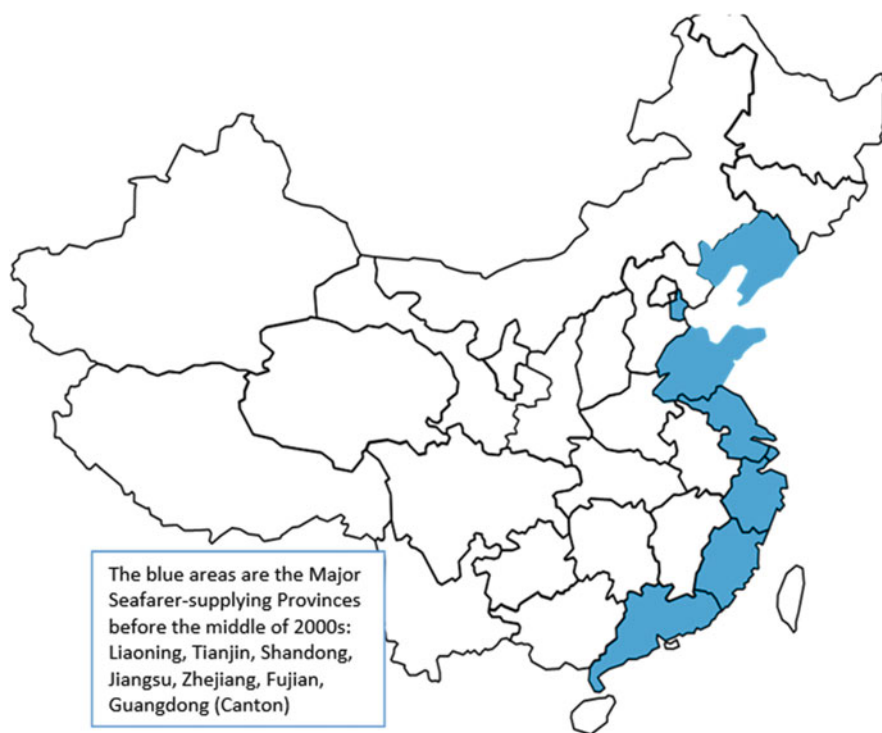 The blue areas are the Major
Seafarer-supplying Provinces
before the middle of 2000s:
Liaoning, Tianjin, Shandong,
Jiangsu, Zhejiang, Fujian,
Guangdong (Canton)